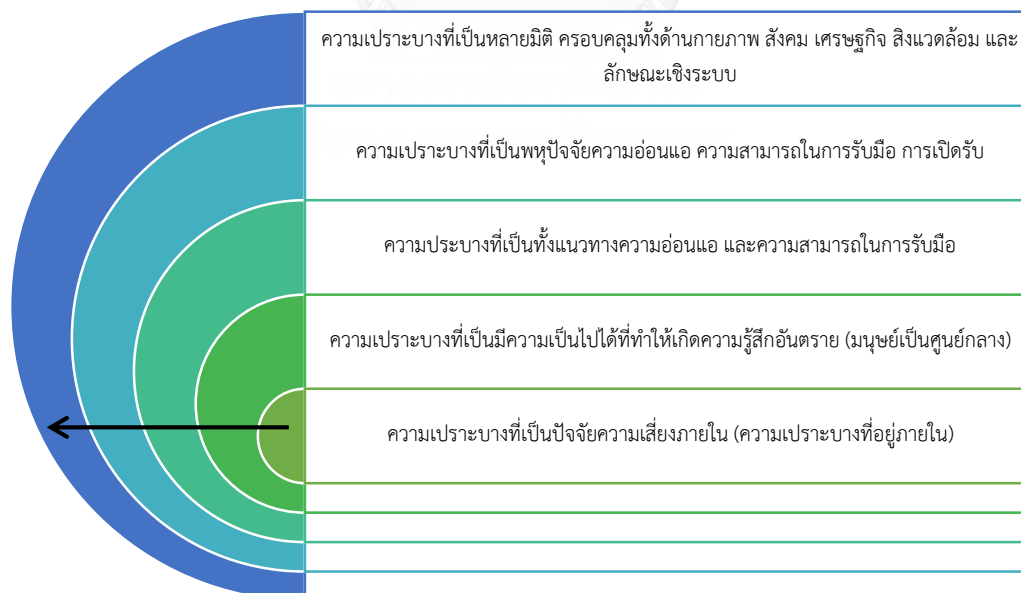 ความเปราะบางที่เป็นหลายมิติ ครอบคลุมทั้งด้านกายภาพ สังคม เศรษฐกิจ สิ่งแวดล้อม และ
ลักษณะเชิงระบบ
ความเปราะบางที่เป็นพหุปัจจัยความอ่อนแอ ความสามารถในการรับมือ การเปิดรับ
ความประบางที่เป็นทั้งแนวทางความอ่อนแอ และความสามารถในการรับมือ
ความเปราะบางที่เป็นมีความเป็นไปได้ที่ทำให้เกิดความรู้สึกอันตราย (มนุษย์เป็นศูนย์กลาง)
ความเปราะบางที่เป็นปัจจัยความเสี่ยงภายใน (ความเปราะบางที่อยู่ภายใน)